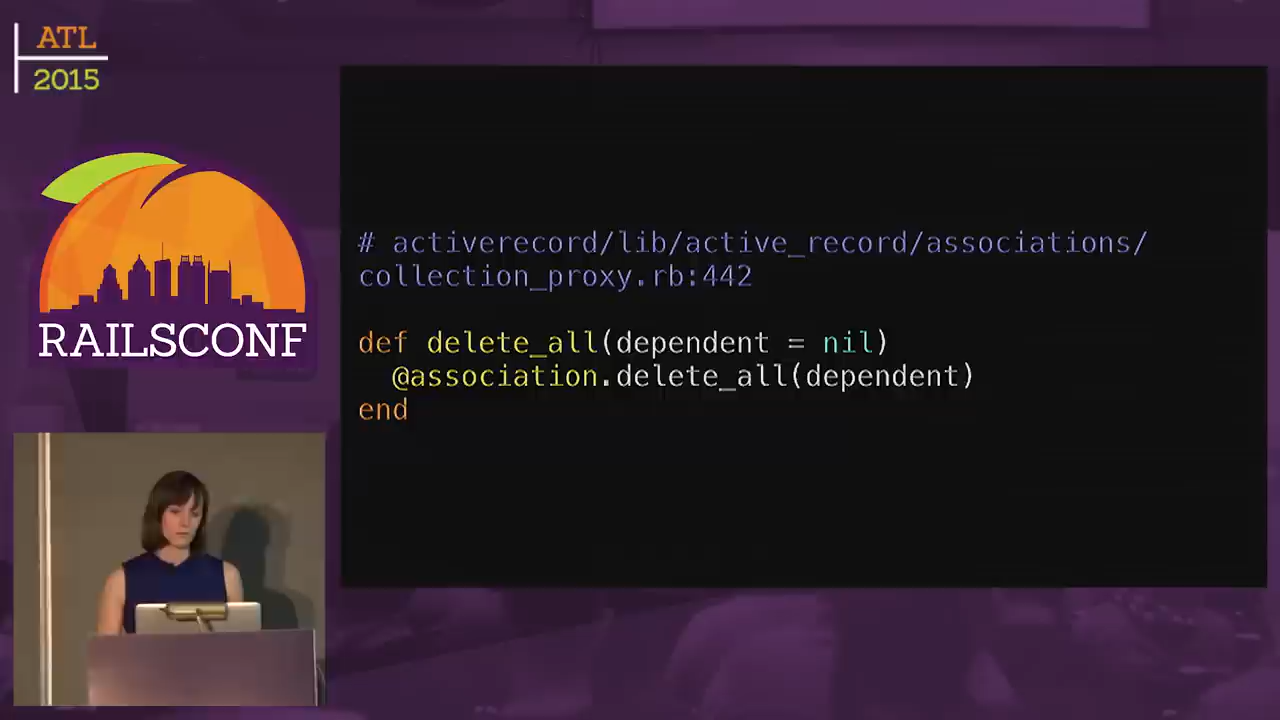 ATL
2015
RAILSCONF
# activerecord/lib/active_record/associations/
collection_proxy.rb:442
def delete_all(dependent = nil)
  @association.delete_all(dependent)
end